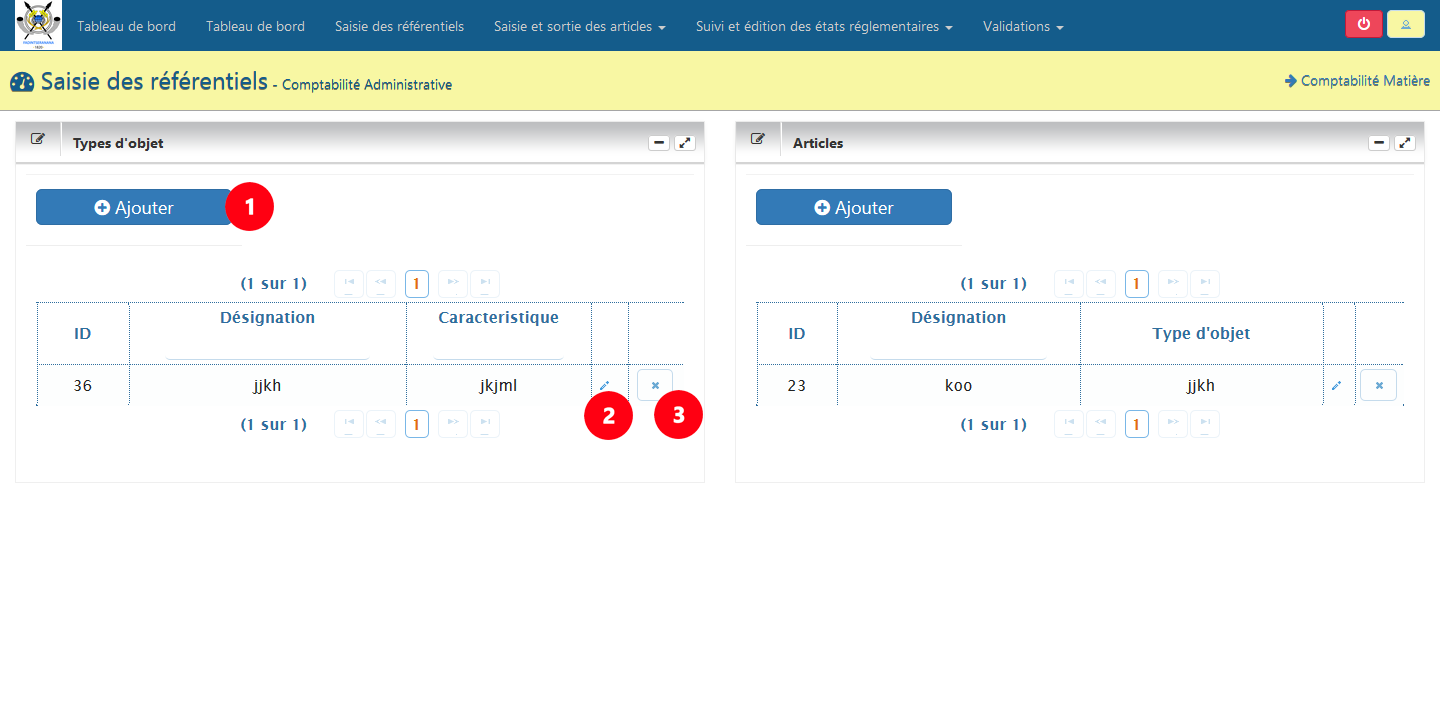 Tableau de bord
Tableau de bord
Saisie des référentiels
Saisie et sortie des articles
Suivi et édition des états réglementaires
Validations
Saisie des référentiels - Comptabilité Administrative
Comptabilité Matière
Types d'objet
Ajouter
1
(1 sur 1) 1
ID Désignation Caracteristique
36 jjkh jkjml
2 3
(1 sur 1) 1
Articles
Ajouter
(1 sur 1) 1
ID Désignation Type d'objet
23 koo jjkh
(1 sur 1) 1